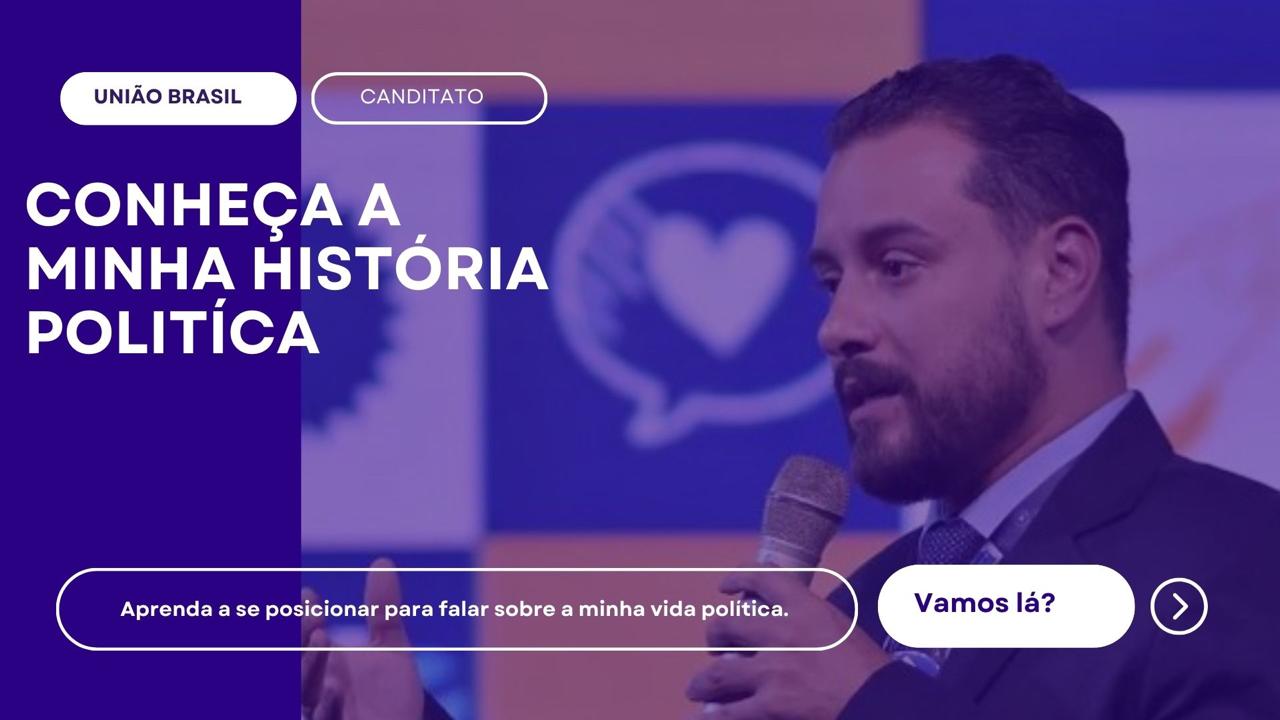 UNIÃO BRASIL
CANDITATO
CONHEÇA A
MINHA HISTÓRIA
POLITÍCA
Aprenda a se posicionar para falar sobre a minha vida política.
Vamos lá?